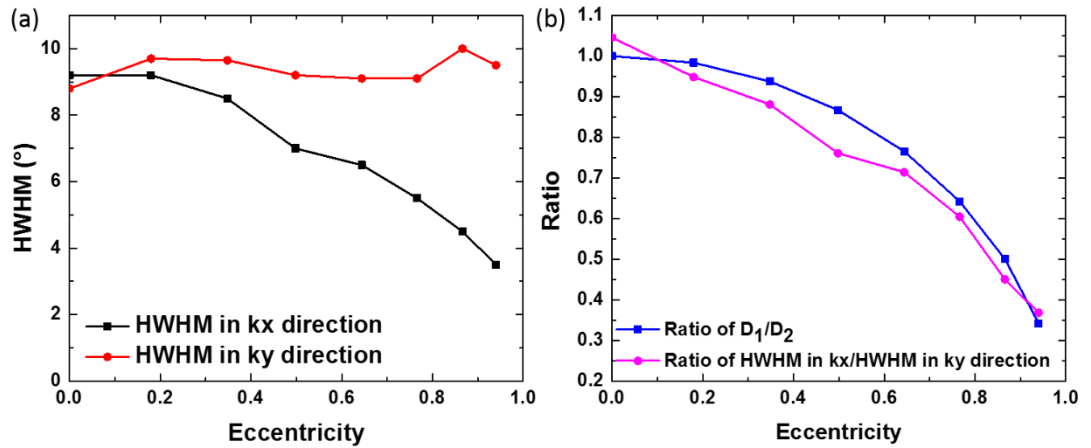 (a)
HWHM (°)
10
8
6
4
2
0
HWHM in kx direction
HWHM in ky direction
0.0 0.2 0.4 0.6 0.8 1.0
Eccentricity
(b)
Ratio
1.1
1.0
0.9
0.8
0.7
0.6
0.5
0.4
0.3
0.2
Ratio of D₁/D₂
Ratio of HWHM in kx/HWHM in ky direction
0.0 0.2 0.4 0.6 0.8 1.0
Eccentricity